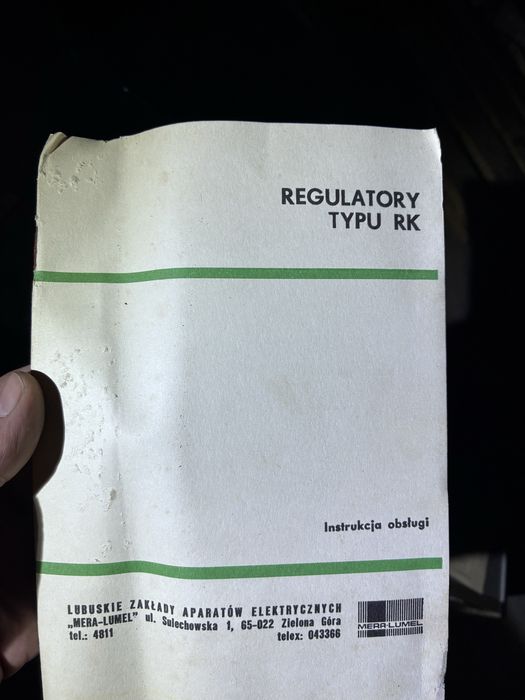 REGULATORY
TYPU RK
Instrukcja obsługi
LUBUSKIE ZAKŁADY APARATÓW ELEKTRYCZNYCH
„MERA-LUMEL” ul. Sulechowska 1, 65-022 Zielona Góra
tel.: 4811 telex: 043366
MERA-LUMEL